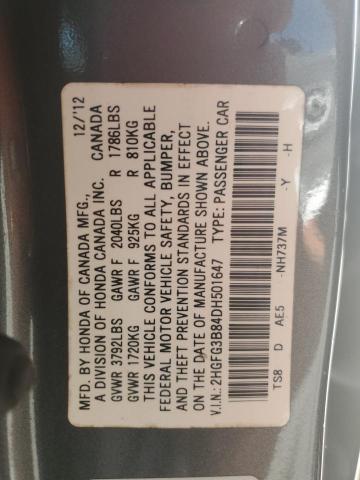 MFD. BY HONDA OF CANADA MFG., 12/'12
A DIVISION OF HONDA CANADA INC. CANADA
GVWR 3792LBS GAWR F 2040LBS R 1786LBS
GVWR 1720KG GAWR F 925KG R 810KG
THIS VEHICLE CONFORMS TO ALL APPLICABLE
FEDERAL MOTOR VEHICLE SAFETY, BUMPER,
AND THEFT PREVENTION STANDARDS IN EFFECT
ON THE DATE OF MANUFACTURE SHOWN ABOVE.
V.I.N.: 2HGFG3B84DH501647 TYPE: PASSENGER CAR
TS8 D AE5 -NH737M -Y -H